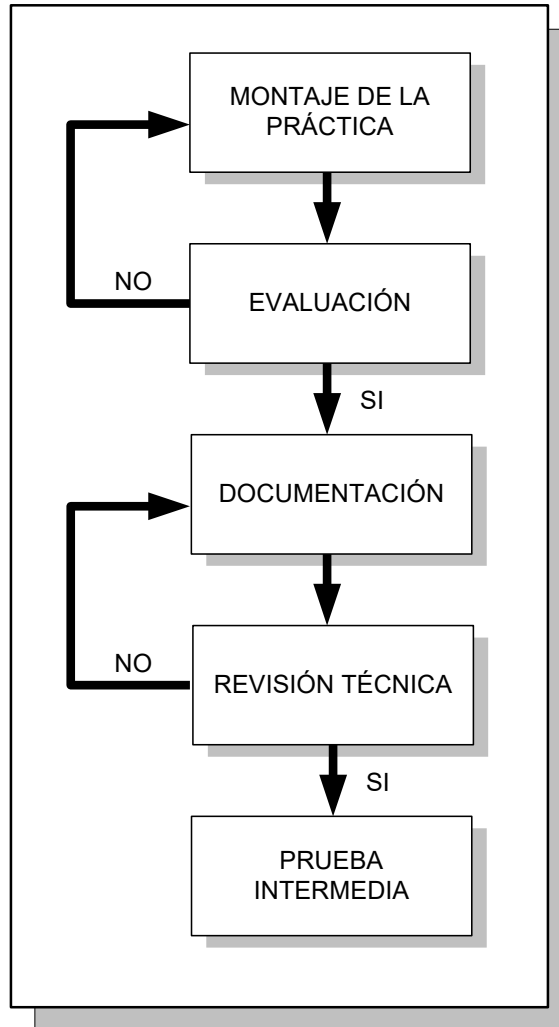 MONTAJE DE LA
PRÁCTICA
NO
EVALUACIÓN
SI
DOCUMENTACIÓN
NO
REVISIÓN TÉCNICA
SI
PRUEBA
INTERMEDIA